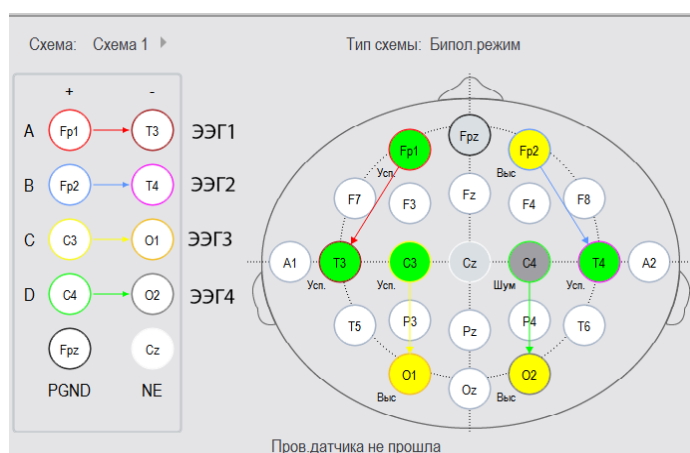 Схема: Схема 1
Тип схемы: Бипол.режим
+ -
A Fp1 T3 ЭЭГ1
B Fp2 T4 ЭЭГ2
C C3 O1 ЭЭГ3
D C4 O2 ЭЭГ4
Fpz Cz
PGND NE
Fpz
Fp1 Fp2
Усп. Выс
F7 F3 Fz F4 F8
A1 T3 C3 Cz C4 T4 A2
Усп. Усп. Шум Усп.
T5 P3 Pz P4 T6
O1 O2
Выс Oz Выс
Пров.датчика не прошла